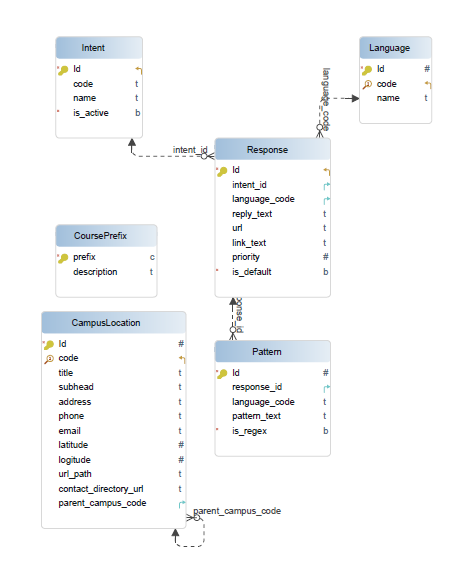 Intent
Id
code t
name t
* is_active b
Language
Id #
code
name t
language_code
intent_id
Response
Id
intent_id
language_code
reply_text t
url t
link_text t
priority #
* is_default b
CoursePrefix
* prefix c
description t
CampusLocation
* Id #
code
title t
subhead t
address t
phone t
email t
latitude #
logitude #
url_path t
contact_directory_url t
parent_campus_code
ponse_id
Pattern
* Id #
response_id
language_code t
pattern_text t
* is_regex b
parent_campus_code